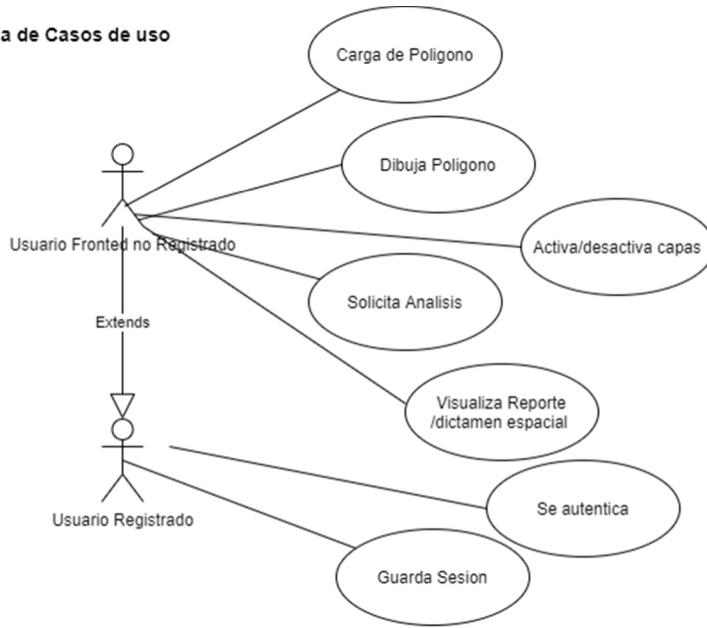 a de Casos de uso
Carga de Poligono
Dibuja Poligono
Usuario Fronted no Registrado
Activa/desactiva capas
Solicita Analisis
Extends
Visualiza Reporte
/dictamen espacial
Se autentica
Usuario Registrado
Guarda Sesion